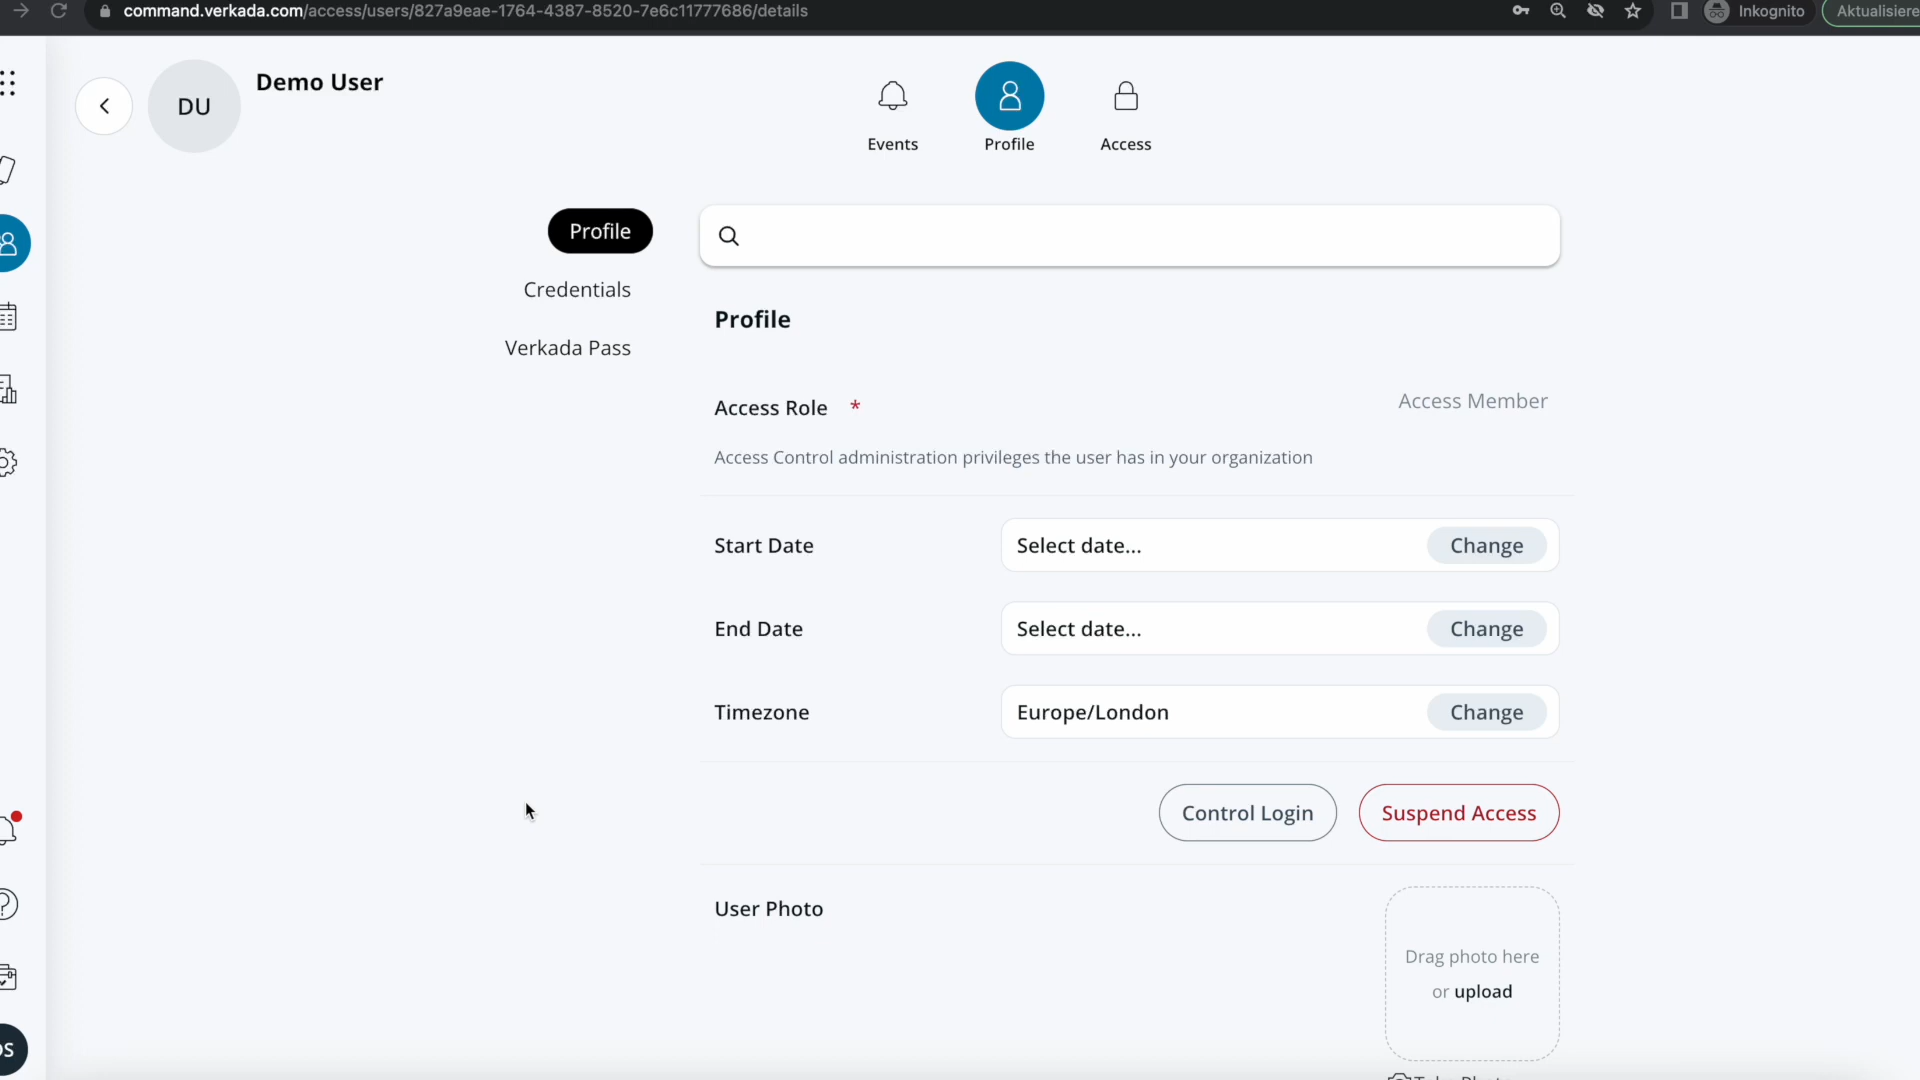 command.verkada.com/access/users/827a9eae-1764-4387-8520-7e6c11777686/details
Inkognito
Aktualisiere
DU
Demo User
Events
Profile
Access
Profile
Credentials
Verkada Pass
Profile
Access Role *
Access Member
Access Control administration privileges the user has in your organization
Start Date
Select date...
Change
End Date
Select date...
Change
Timezone
Europe/London
Change
Control Login
Suspend Access
User Photo
Drag photo here
or upload